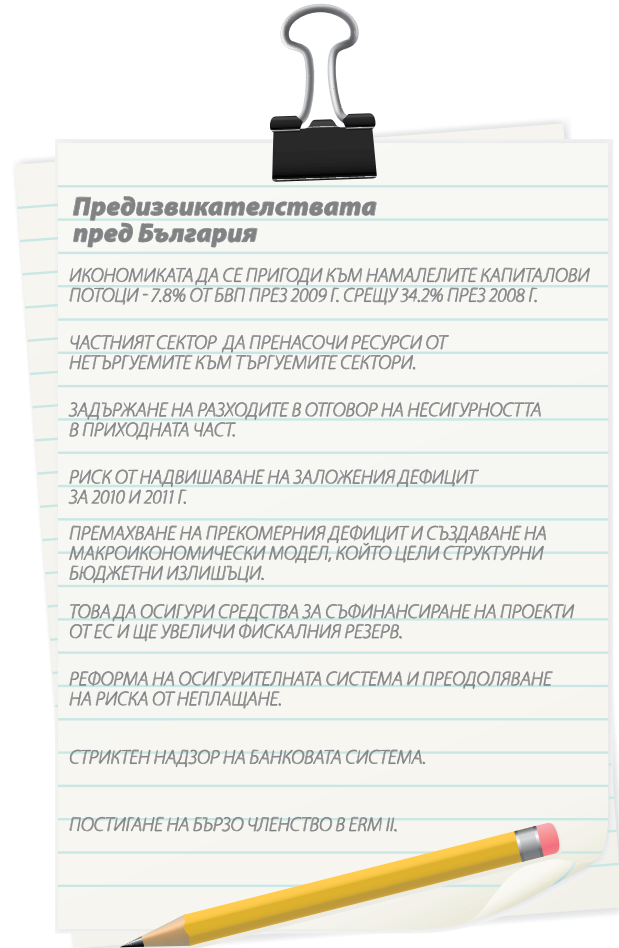 Предизвикателствата
пред България
ИКОНОМИКАТА ДА СЕ ПРИГОДИ КЪМ НАМАЛЕЛИТЕ КАПИТАЛОВИ
ПОТОЦИ - 7.8% ОТ БВП ПРЕЗ 2009 Г. СРЕЩУ 34.2% ПРЕЗ 2008 Г.
ЧАСТНИЯТ СЕКТОР ДА ПРЕНАСОЧИ РЕСУРСИ ОТ
НЕТЪРГУЕМИТЕ КЪМ ТЪРГУЕМИТЕ СЕКТОРИ.
ЗАДЪРЖАНЕ НА РАЗХОДИТЕ В ОТГОВОР НА НЕСИГУРНОСТТА
В ПРИХОДНАТА ЧАСТ.
РИСК ОТ НАДВИШАВАНЕ НА ЗАЛОЖЕНИЯ ДЕФИЦИТ
ЗА 2010 И 2011 Г.
ПРЕМАХВАНЕ НА ПРЕКОМЕРНИЯ ДЕФИЦИТ И СЪЗДАВАНЕ НА
МАКРОИКОНОМИЧЕСКИ МОДЕЛ, КОЙТО ЦЕЛИ СТРУКТУРНИ
БЮДЖЕТНИ ИЗЛИШЪЦИ.
ТОВА ДА ОСИГУРИ СРЕДСТВА ЗА СЪФИНАНСИРАНЕ НА ПРОЕКТИ
ОТ ЕС И ЩЕ УВЕЛИЧИ ФИСКАЛНИЯ РЕЗЕРВ.
РЕФОРМА НА ОСИГУРИТЕЛНАТА СИСТЕМА И ПРЕОДОЛЯВАНЕ
НА РИСКА ОТ НЕПЛАЩАНЕ.
СТРИКТЕН НАДЗОР НА БАНКОВАТА СИСТЕМА.
ПОСТИГАНЕ НА БЪРЗО ЧЛЕНСТВО В ERM II.